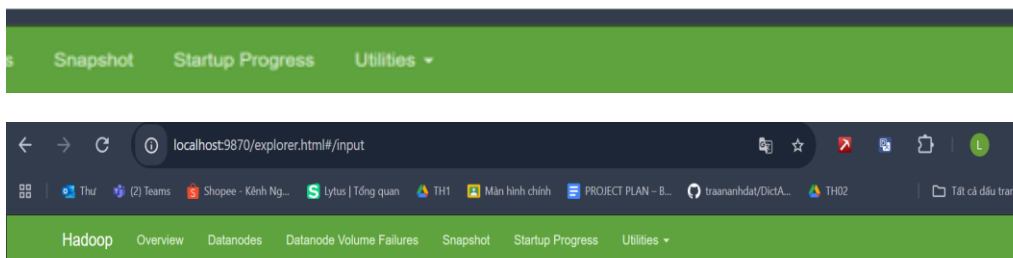 s Snapshot Startup Progress Utilities
localhost:9870/explorer.html#/input L
Thư (2) Teams Shopee - Kênh Ng... Lytus | Tổng quan TH1 Màn hình chính PROJECT PLAN – B... traananhdat/DictA... TH02 Tất cả dấu tran
Hadoop Overview Datanodes Datanode Volume Failures Snapshot Startup Progress Utilities